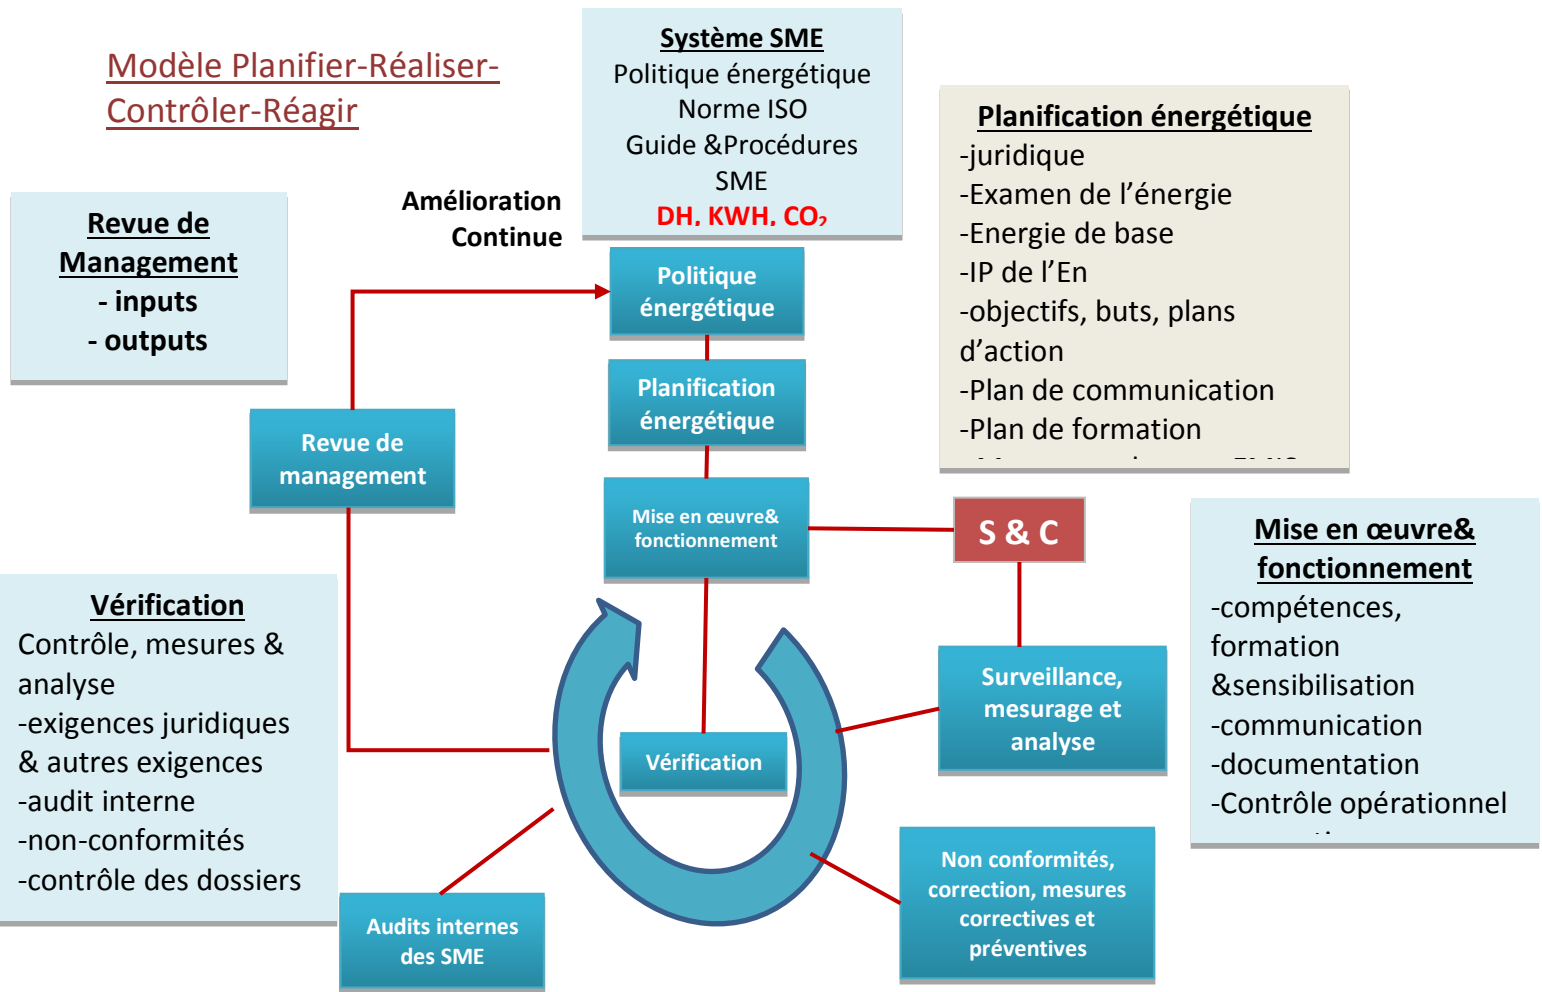 Modèle Planifier-Réaliser-
Contrôler-Réagir
Système SME
Politique énergétique
Norme ISO
Guide &Procédures
SME
DH, KWH, CO₂
Planification énergétique
-juridique
-Examen de l’énergie
-Energie de base
-IP de l’En
-objectifs, buts, plans
d’action
-Plan de communication
-Plan de formation
Amélioration
Continue
Revue de
Management
- inputs
- outputs
Politique
énergétique
Planification
énergétique
Revue de
management
Mise en œuvre&
fonctionnement
S & C
Mise en œuvre&
fonctionnement
-compétences,
formation
&sensibilisation
-communication
-documentation
-Contrôle opérationnel
Vérification
Contrôle, mesures &
analyse
-exigences juridiques
& autres exigences
-audit interne
-non-conformités
-contrôle des dossiers
Surveillance,
mesurage et
analyse
Vérification
Non conformités,
correction, mesures
correctives et
préventives
Audits internes
des SME